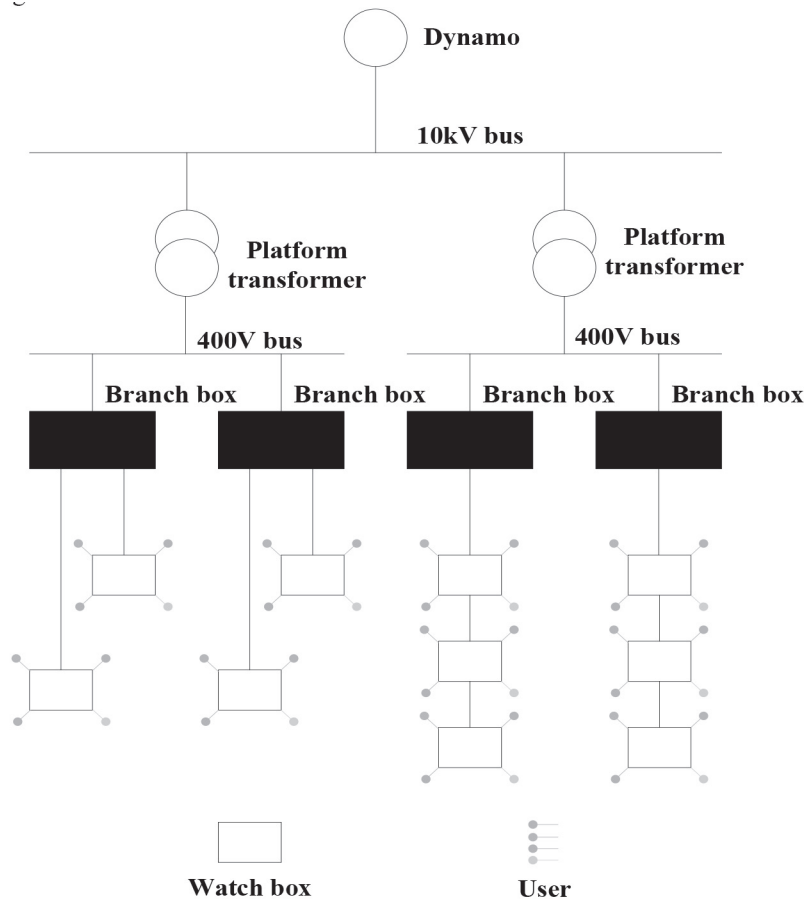 Dynamo
10kV bus
Platform
transformer
Platform
transformer
400V bus
400V bus
Branch box
Branch box
Branch box
Branch box
Watch box
User